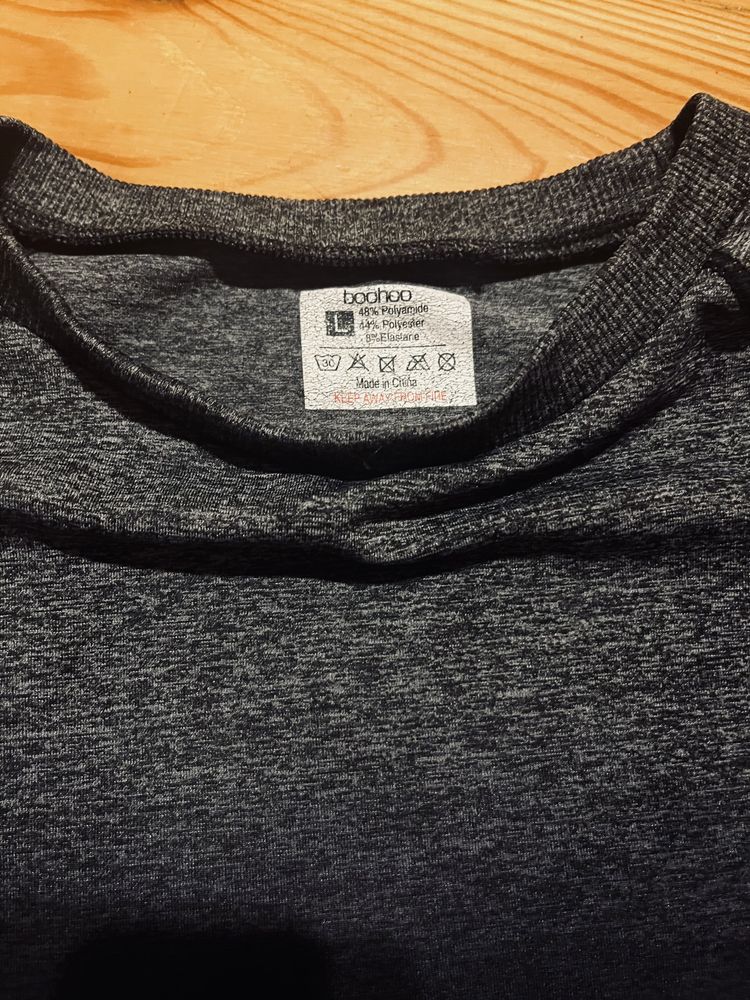 boohoo
L
48% Polyamide
44% Polyester
8% Elastane
30
Made in China
KEEP AWAY FROM FIRE